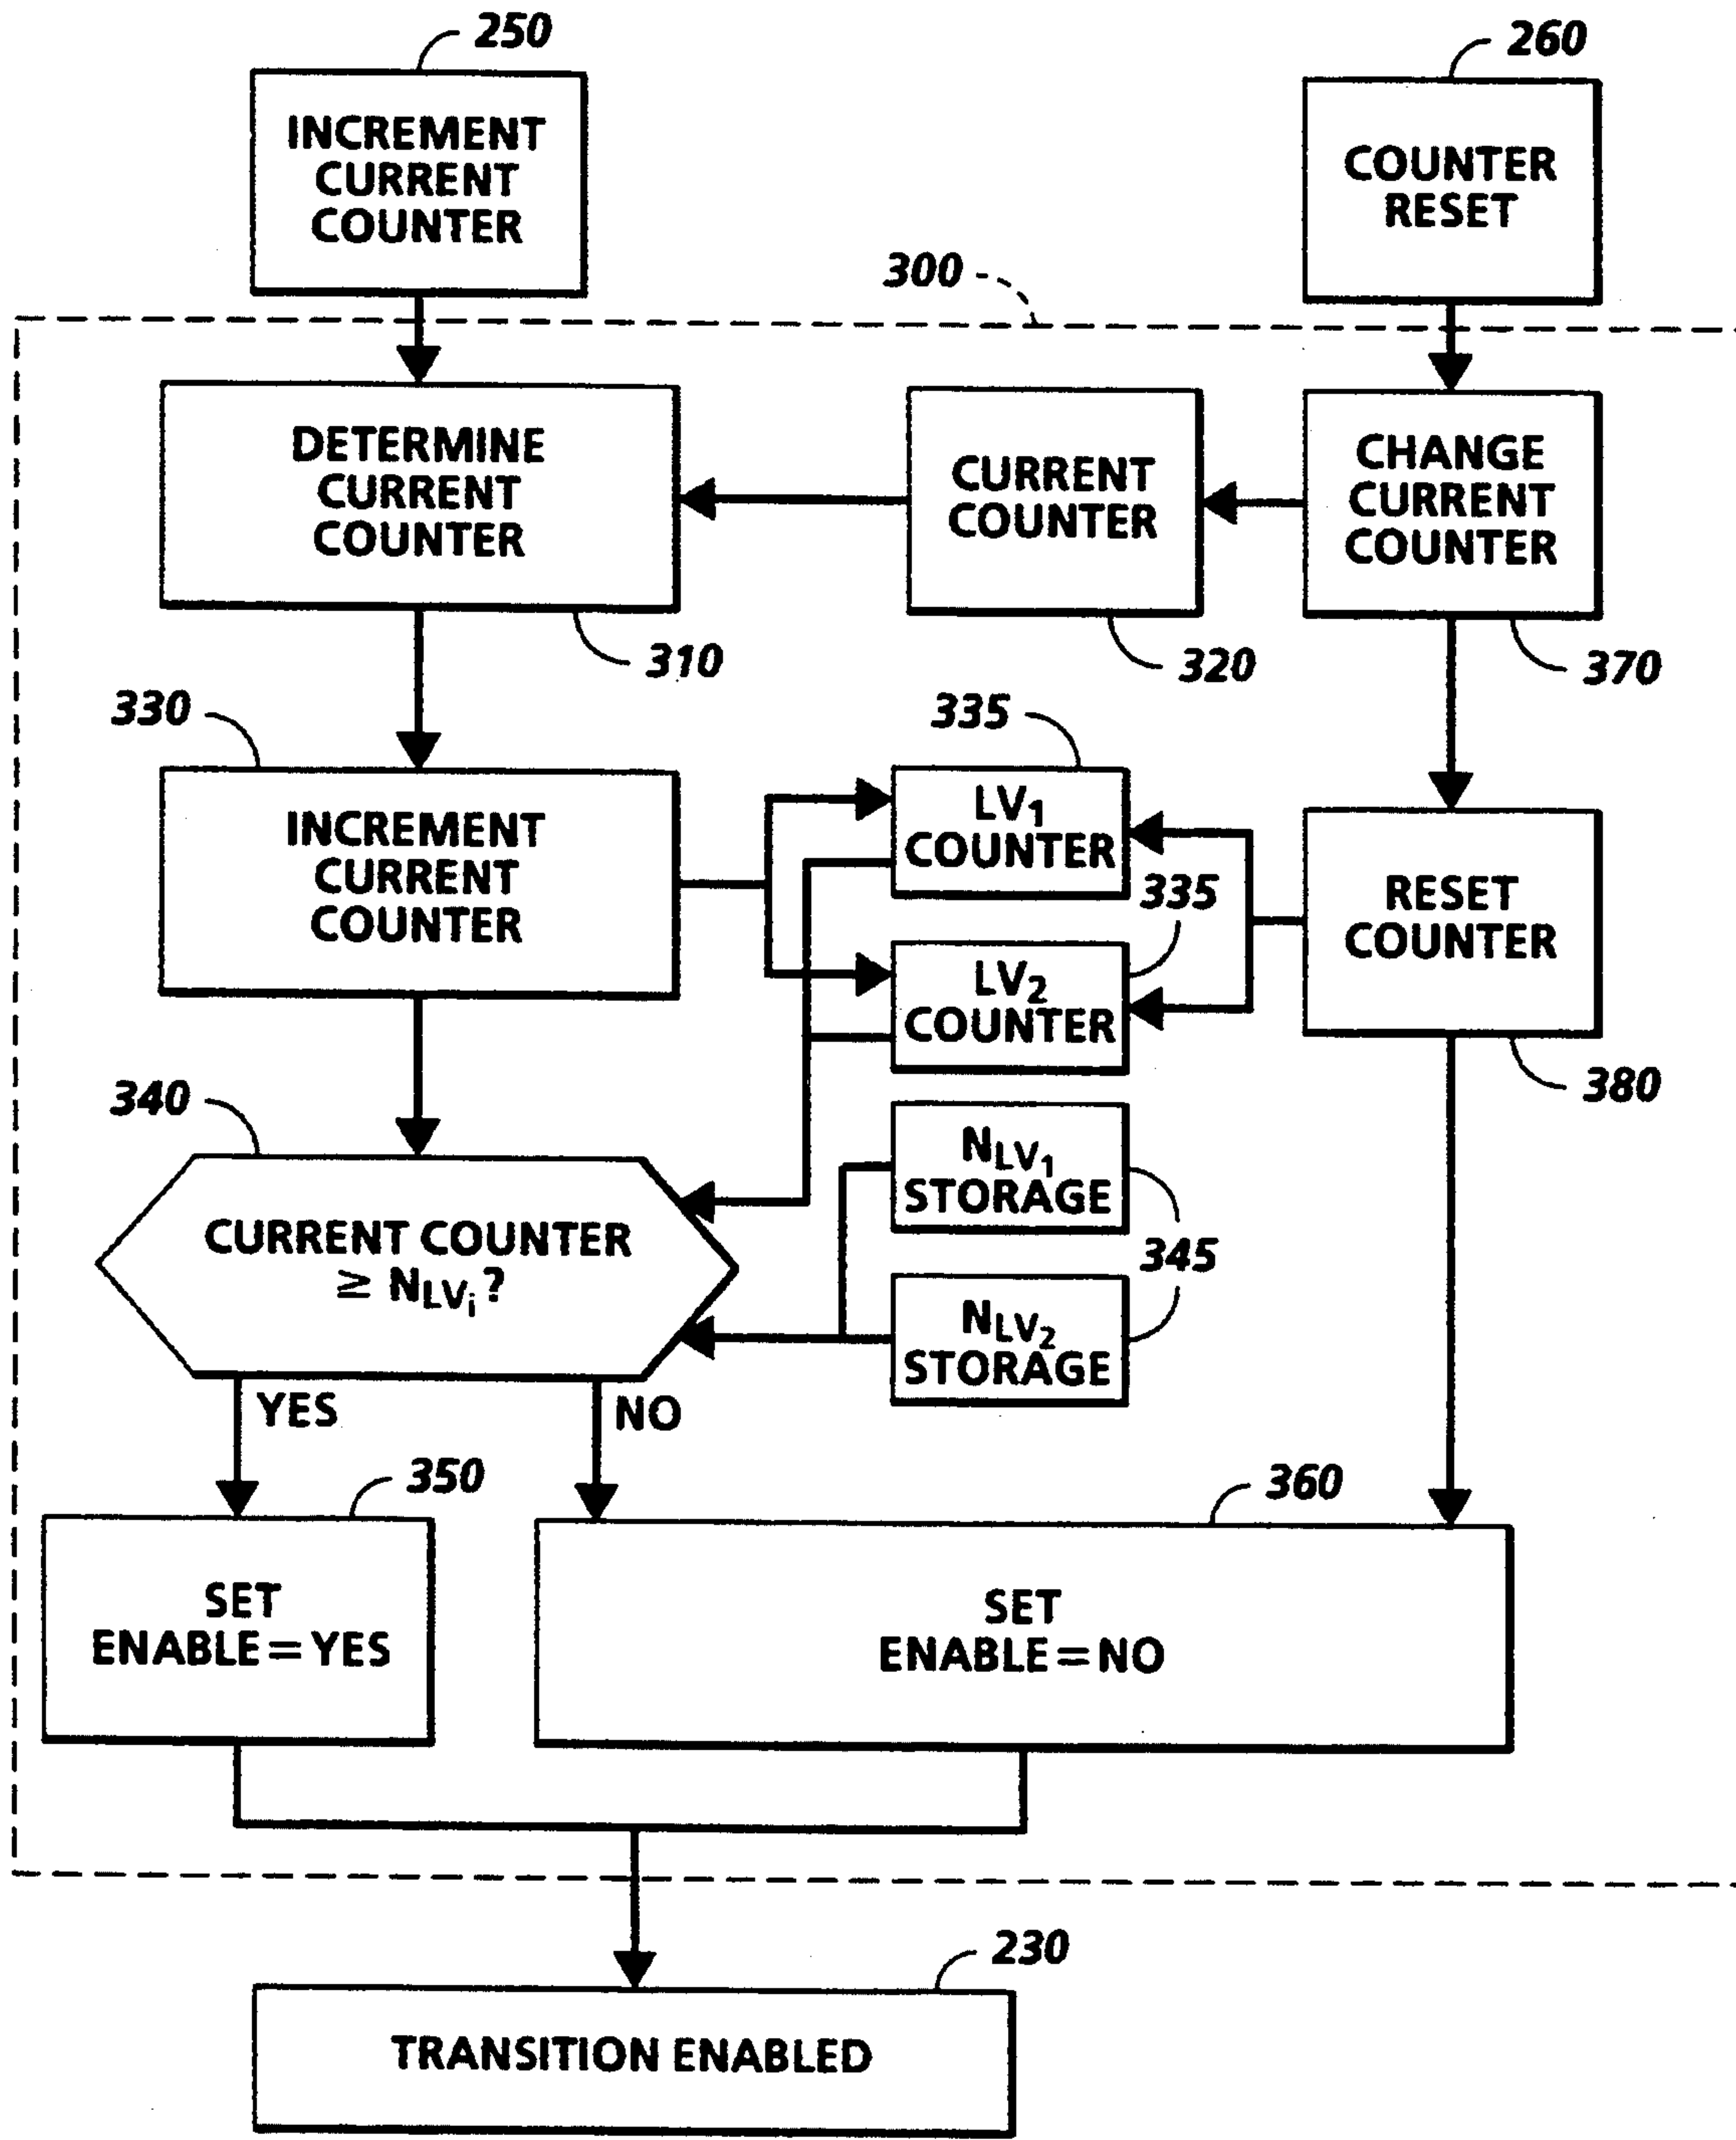 250
INCREMENT
CURRENT
COUNTER
260
COUNTER
RESET
300
DETERMINE
CURRENT
COUNTER
310
CURRENT
COUNTER
320
CHANGE
CURRENT
COUNTER
370
330
INCREMENT
CURRENT
COUNTER
335
LV1
COUNTER
335
LV2
COUNTER
RESET
COUNTER
380
340
CURRENT COUNTER
≥ NLVi?
NLV1
STORAGE
345
NLV2
STORAGE
YES
NO
350
SET
ENABLE=YES
360
SET
ENABLE=NO
230
TRANSITION ENABLED